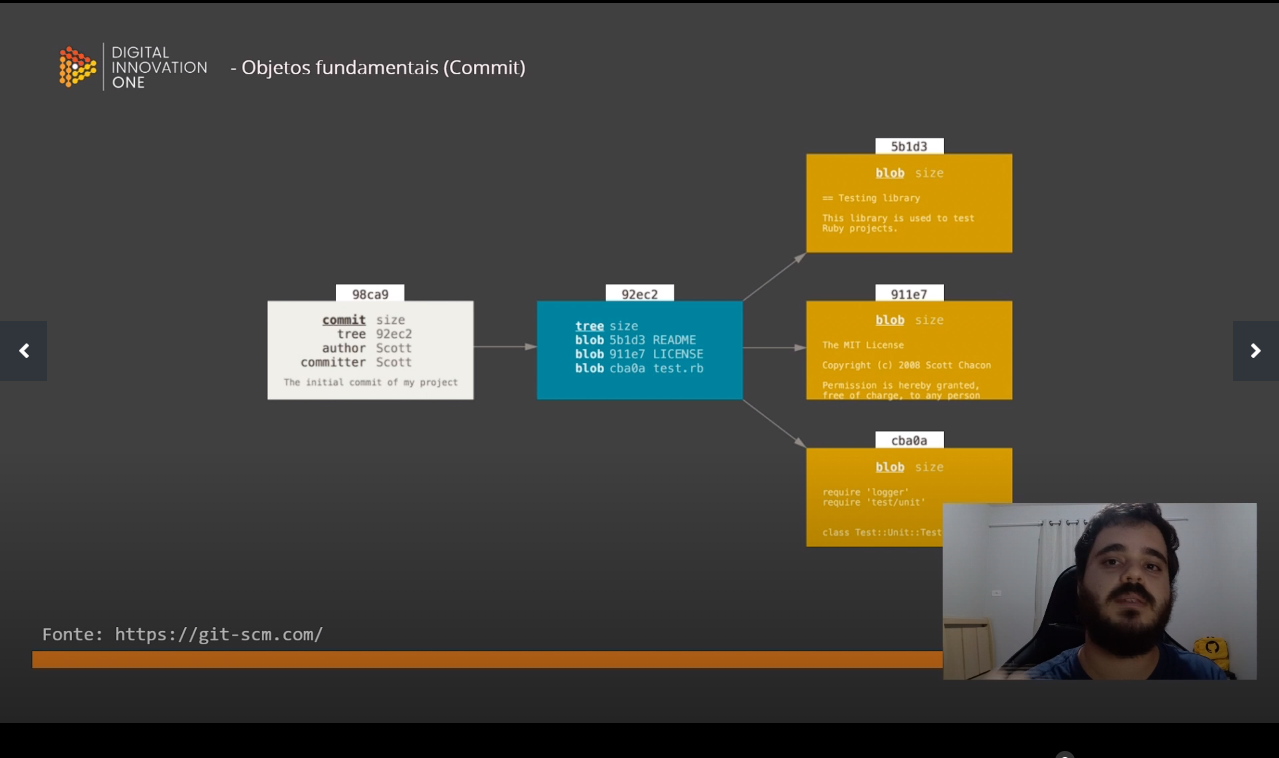 DIGITAL
INNOVATION
ONE
- Objetos fundamentais (Commit)
5b1d3
blob size
== Testing library
This library is used to test
Ruby projects.
98ca9
commit size
tree 92ec2
author Scott
committer Scott
The initial commit of my project
92ec2
tree size
blob 5b1d3 README
blob 911e7 LICENSE
blob cba0a test.rb
911e7
blob size
The MIT License
Copyright (c) 2008 Scott Chacon
Permission is hereby granted,
free of charge, to any person
cba0a
blob size
require 'logger'
require 'test/unit'
class Test::Unit::Test
Fonte: https://git-scm.com/